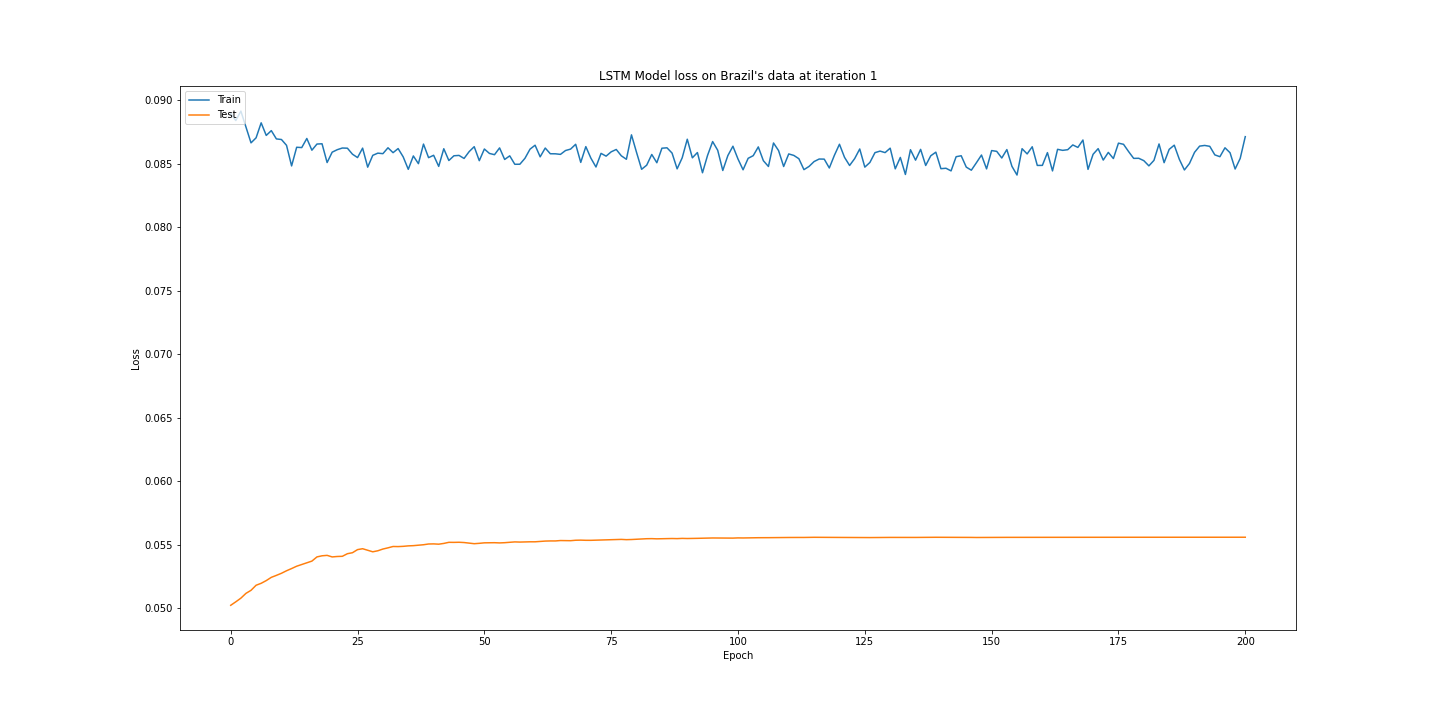 LSTM Model loss on Brazil's data at iteration 1
Train
Test
0.090
0.085
0.080
0.075
0.070
0.065
0.060
0.055
0.050
Loss
0 25 50 75 100 125 150 175 200
Epoch